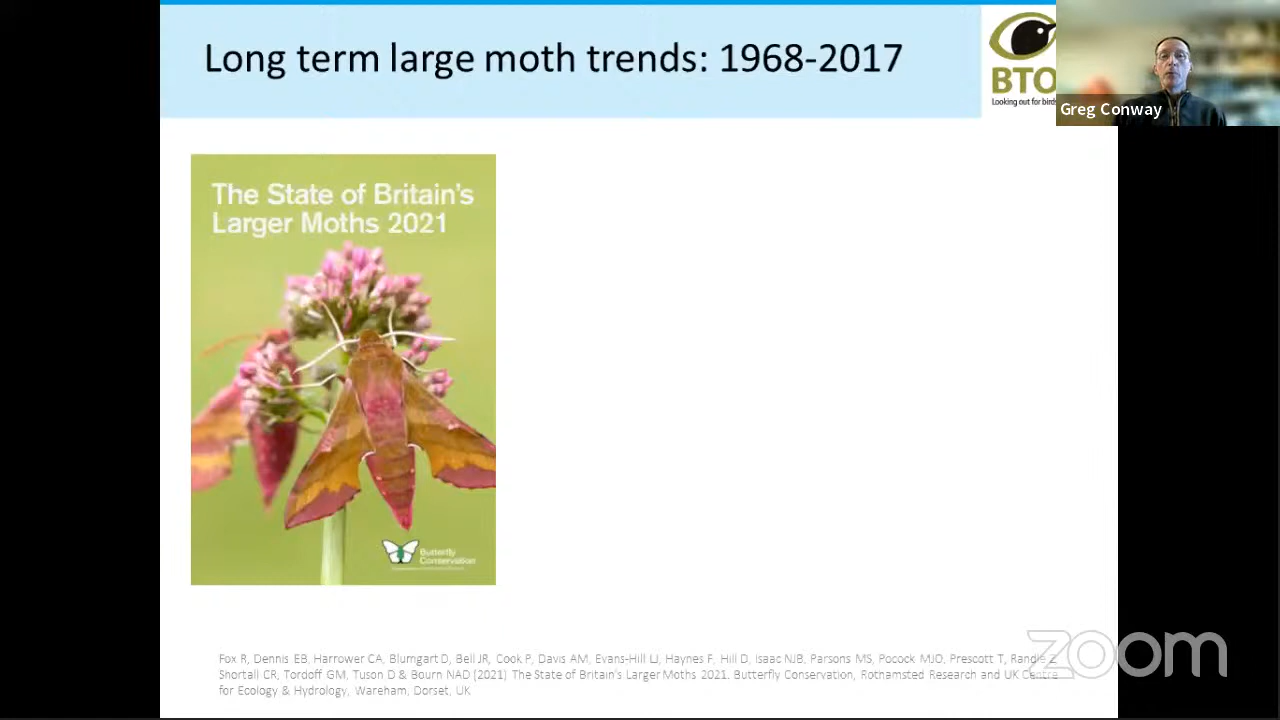 Long term large moth trends: 1968-2017
BTO
Looking out for birds
Greg Conway
The State of Britain's
Larger Moths 2021
Butterfly
Conservation
Fox R, Dennis EB, Harrower CA, Blumgart D, Bell JR, Cook P, Davis AM, Evans-Hill LJ, Haynes F, Hill D, Isaac NJB, Parsons MS, Pocock MJO, Prescott T, Randle Z,
Shortall CR, Tordoff GM, Tuson D & Bourn NAD (2021) The State of Britain's Larger Moths 2021. Butterfly Conservation, Rothamsted Research and UK Centre
for Ecology & Hydrology, Wareham, Dorset, UK
zoom